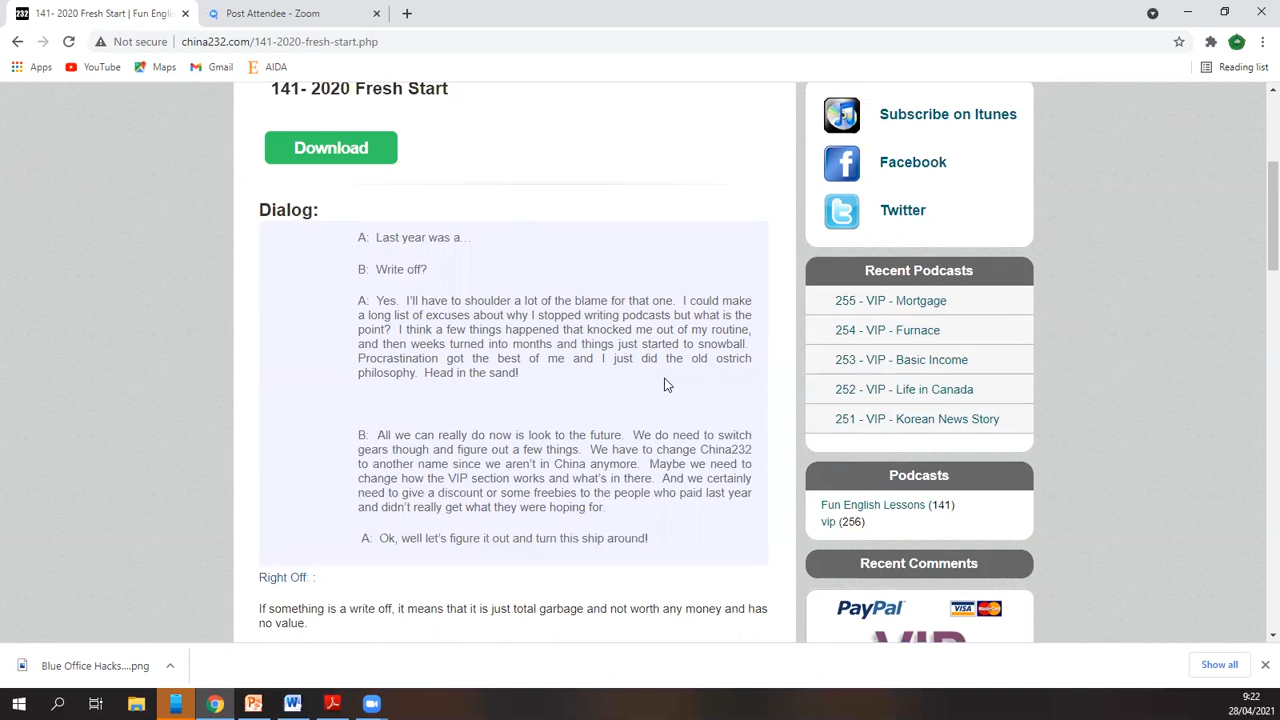 141- 2020 Fresh Start | Fun Engli
Post Attendee - Zoom
Not secure
china232.com/141-2020-fresh-start.php
Apps
YouTube
Maps
Gmail
AIDA
Reading list
141- 2020 Fresh Start
Download
Dialog:
A: Last year was a…
B: Write off?
A: Yes. I'll have to shoulder a lot of the blame for that one. I could make
a long list of excuses about why I stopped writing podcasts but what is the
point? I think a few things happened that knocked me out of my routine,
and then weeks turned into months and things just started to snowball.
Procrastination got the best of me and I just did the old ostrich
philosophy. Head in the sand!
B: All we can really do now is look to the future. We do need to switch
gears though and figure out a few things. We have to change China232
to another name since we aren't in China anymore. Maybe we need to
change how the VIP section works and what's in there. And we certainly
need to give a discount or some freebies to the people who paid last year
and didn't really get what they were hoping for.
A: Ok, well let's figure it out and turn this ship around!
Right Off: :
If something is a write off, it means that it is just total garbage and not worth any money and has
no value.
Subscribe on Itunes
Facebook
Twitter
Recent Podcasts
255 - VIP - Mortgage
254 - VIP - Furnace
253 - VIP - Basic Income
252 - VIP - Life in Canada
251 - VIP - Korean News Story
Podcasts
Fun English Lessons (141)
vip (256)
Recent Comments
PayPal VISA
VIP
Blue Office Hacks....png
Show all
9:22
28/04/2021